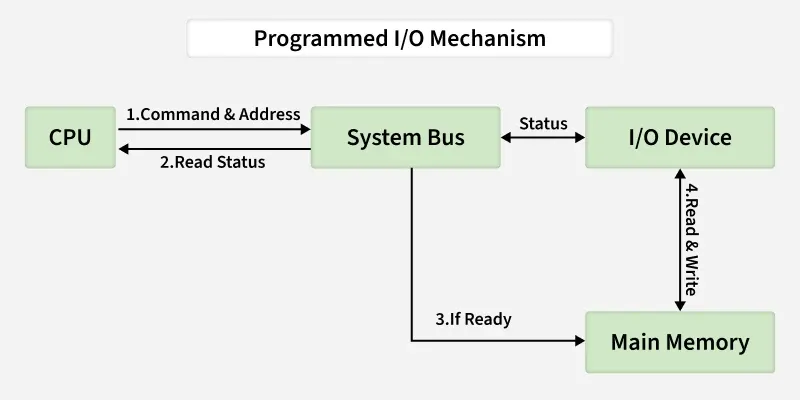 Programmed I/O Mechanism
1.Command & Address
CPU
System Bus
Status
I/O Device
2.Read Status
4.Read & Write
3.If Ready
Main Memory